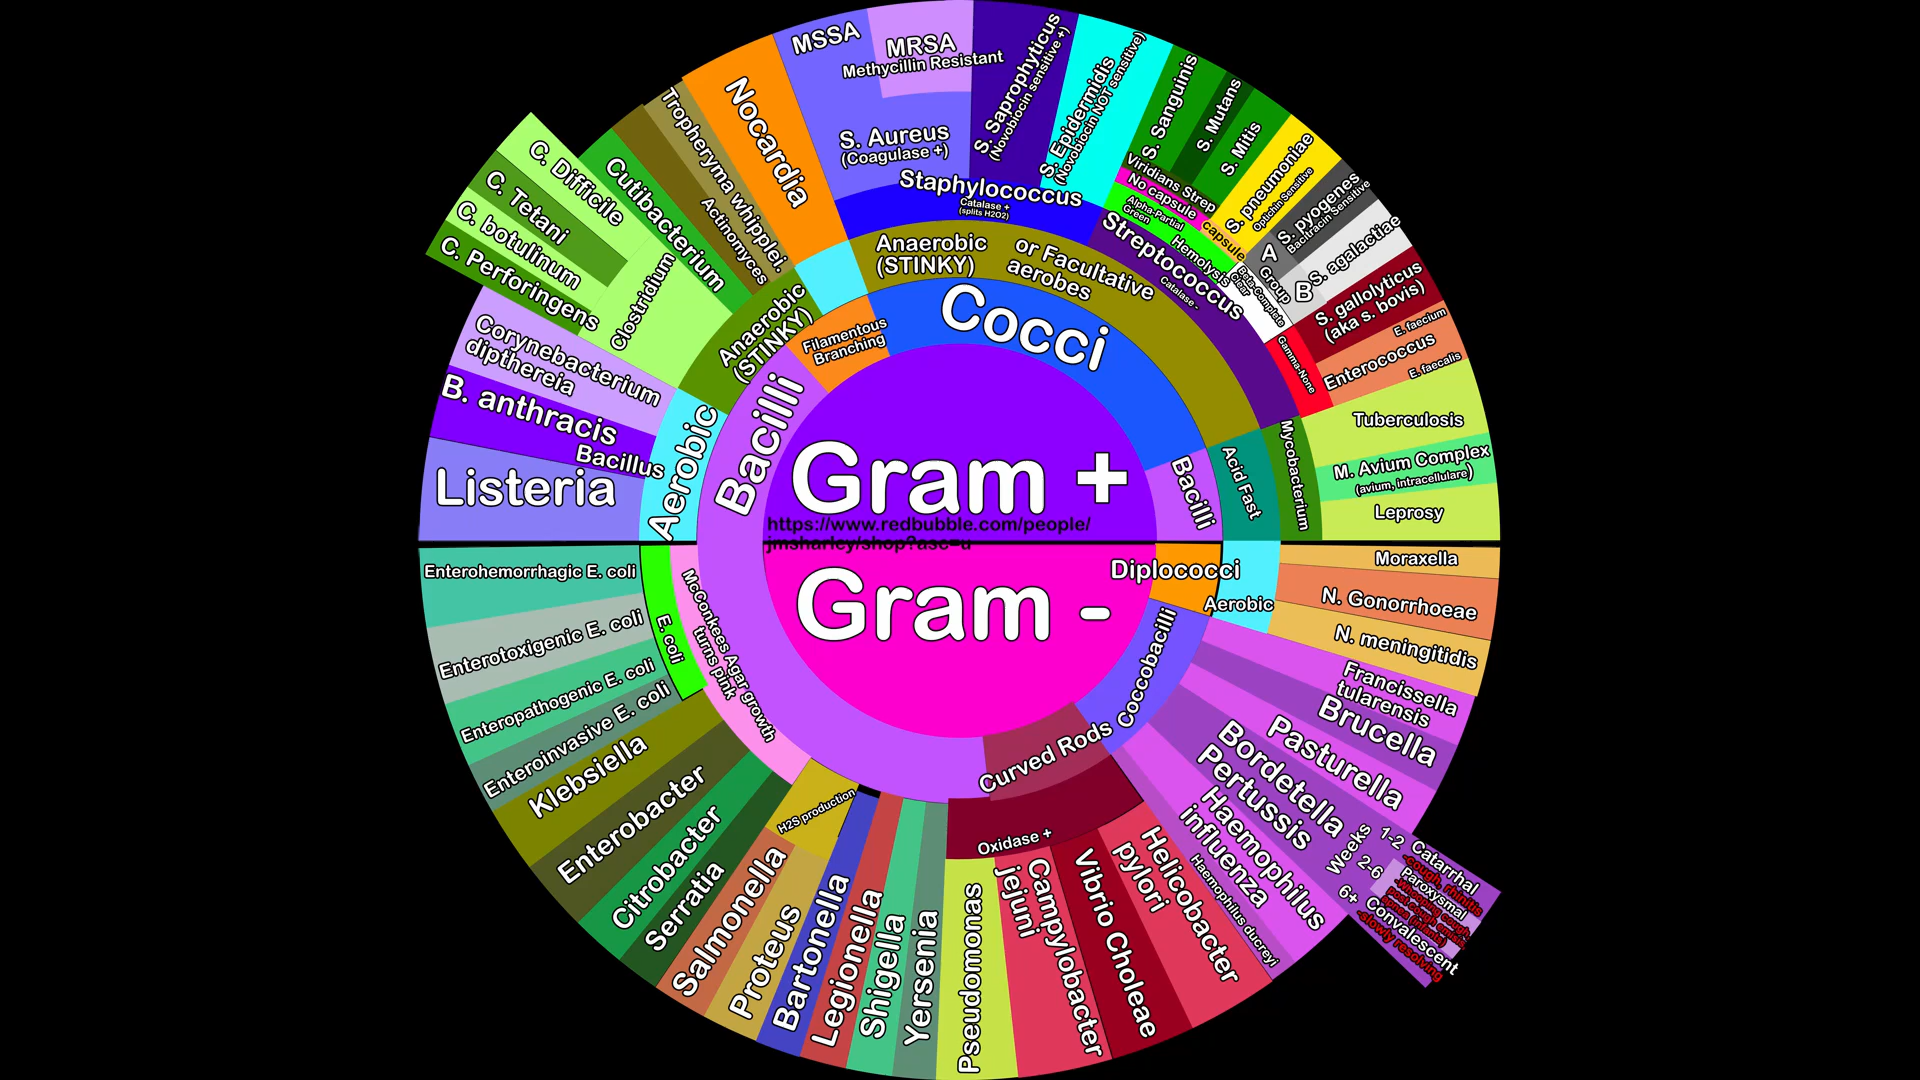 Gram +
https://www.redbubble.com/people/
jmsharley/shop?asc=u
Gram -
Cocci
Anaerobic
(STINKY)
or Facultative
aerobes
Staphylococcus
Catalase +
(splits H2O2)
MSSA
MRSA
Methycillin Resistant
S. Aureus
(Coagulase +)
S. Saprophyticus
(Novobiocin sensitive +)
S. Epidermidis
(Novobiocin NOT sensitive)
Streptococcus
Catalase -
Alpha-Partial
Green
Hemolysis
Beta-Complete
Clear
Gamma-None
No capsule
Capsule
Viridians Strep
S. Sanguinis
S. Mutans
S. Mitis
S. pneumoniae
Optichin Sensitive
Group
A
S. pyogenes
Bacitracin Sensitive
B
S. agalactiae
S. gallolyticus
(aka s. bovis)
E. faecium
Enterococcus
E. faecalis
Bacilli
Acid Fast
Mycobacterium
Tuberculosis
M. Avium Complex
(avium, intracellulare)
Leprosy
Diplococci
Aerobic
Moraxella
N. Gonorrhoeae
N. meningitidis
Coccobacilli
Francissella
tularensis
Brucella
Pasturella
Bordetella
Pertussis
Weeks
1-2
Catarrhal
-cough, rhinitis
2-6
Paroxysmal
6+
Convalescent
-slowly resolving
Haemophilus
influenza
Haemophilus ducreyi
Curved Rods
Oxidase +
Helicobacter
pylori
Vibrio Choleae
Campylobacter
jejuni
Pseudomonas
Yersenia
Shigella
Legionella
Bartonella
H2S production
Proteus
Salmonella
McConkees Agar growth
turns pink
Serratia
Citrobacter
Enterobacter
Klebsiella
E. coli
Enteroinvasive E. coli
Enteropathogenic E. coli
Enterotoxigenic E. coli
Enterohemorrhagic E. coli
Bacilli
Aerobic
Listeria
Bacillus
B. anthracis
Corynebacterium
dipthereia
Anaerobic
(STINKY)
Clostridium
C. Perforingens
C. botulinum
C. Tetani
C. Difficile
Cutibacterium
Actinomyces
Tropheryma whipplei.
Filamentous
Branching
Nocardia